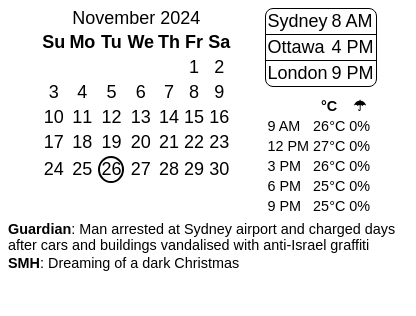 November 2024
Su Mo Tu We Th Fr Sa
1 2
3 4 5 6 7 8 9
10 11 12 13 14 15 16
17 18 19 20 21 22 23
24 25 26 27 28 29 30
Sydney 8 AM
Ottawa 4 PM
London 9 PM
°C ☂
9 AM 26°C 0%
12 PM 27°C 0%
3 PM 26°C 0%
6 PM 25°C 0%
9 PM 25°C 0%
Guardian: Man arrested at Sydney airport and charged days
after cars and buildings vandalised with anti-Israel graffiti
SMH: Dreaming of a dark Christmas